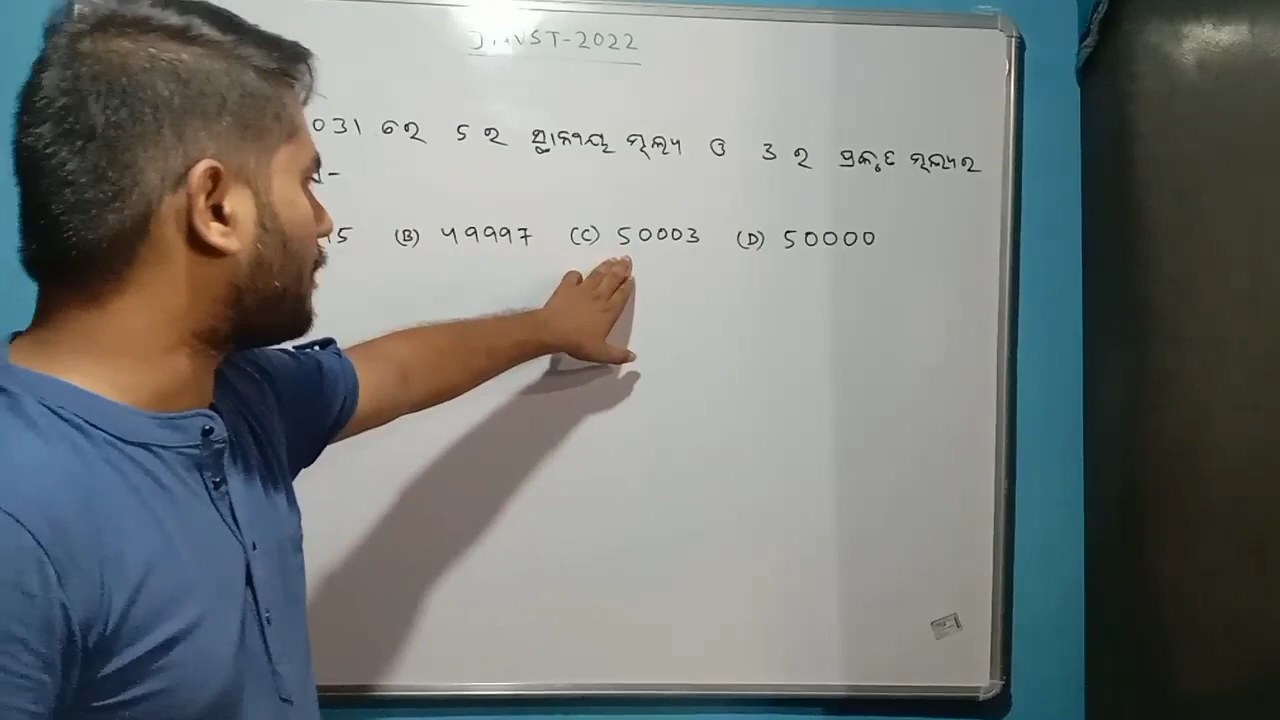 JNVST-2022
031 ରେ 5 ର ସ୍ଥାନୀୟ ମୂଲ୍ୟ ଓ 3 ର ପ୍ରକୃତ ମୂଲ୍ୟର
(B) 49997 (C) 50003 (D) 50000